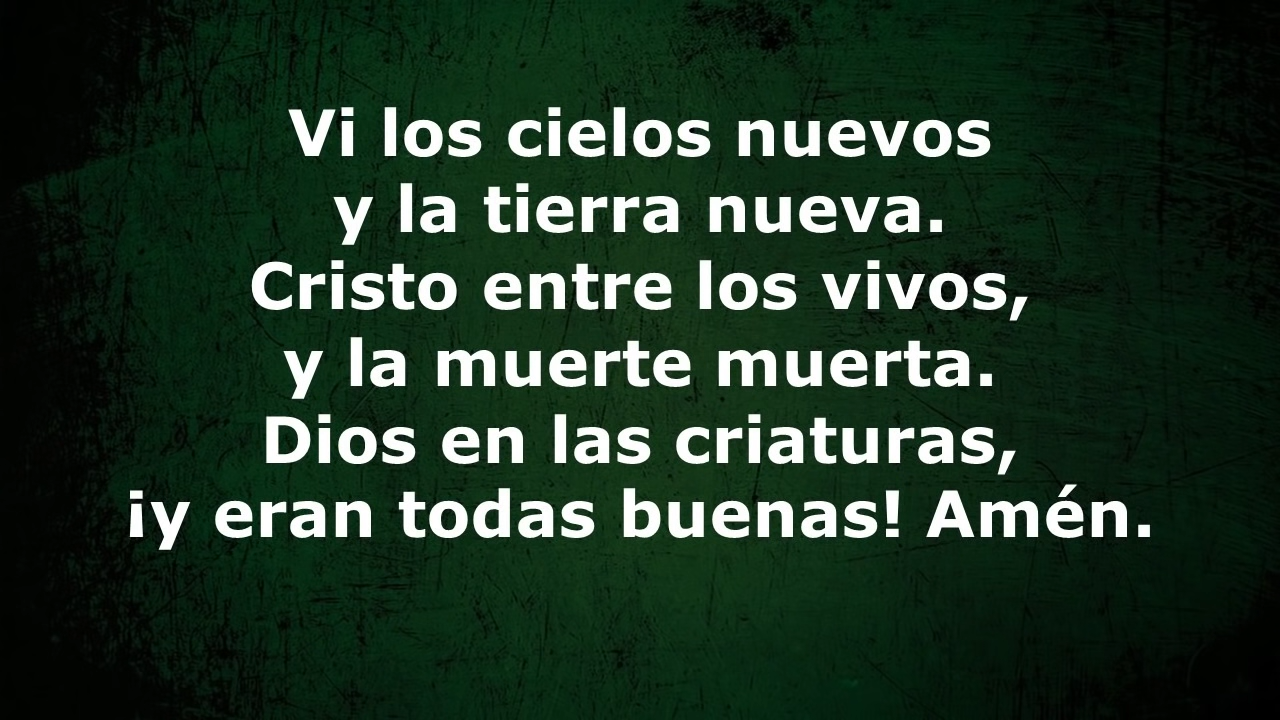 Vi los cielos nuevos
y la tierra nueva.
Cristo entre los vivos,
y la muerte muerta.
Dios en las criaturas,
¡y eran todas buenas! Amén.